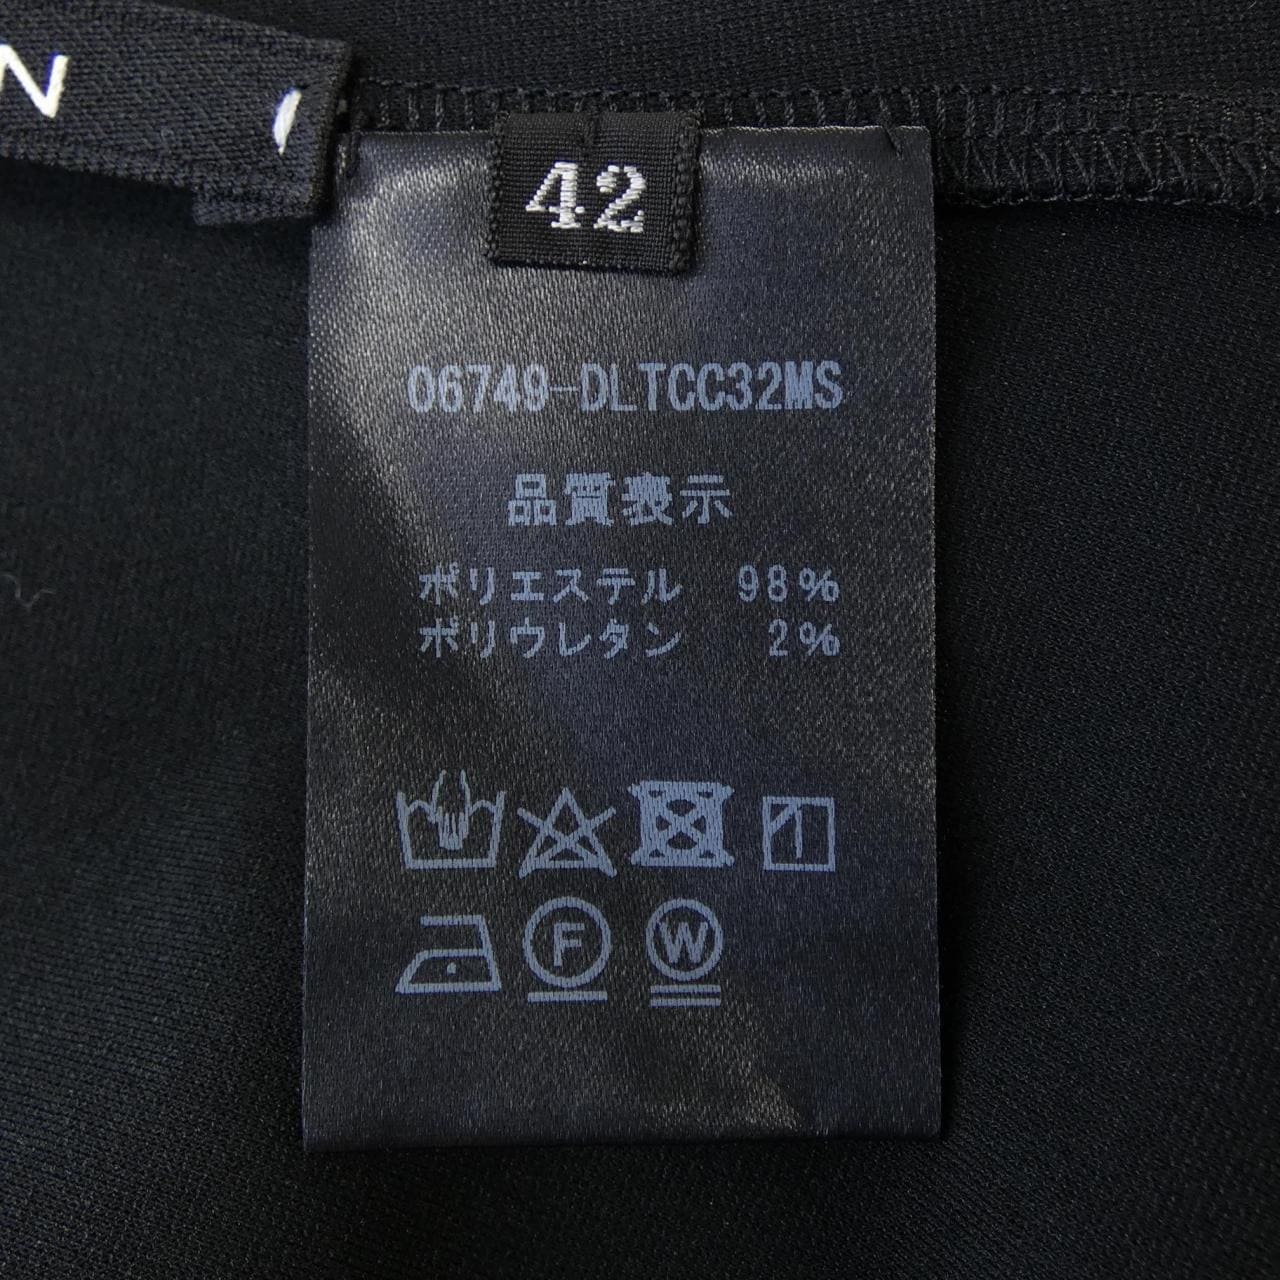 N
42
06749-DLTCC32MS
品質表示
ポリエステル 98%
ポリウレタン 2%
F W